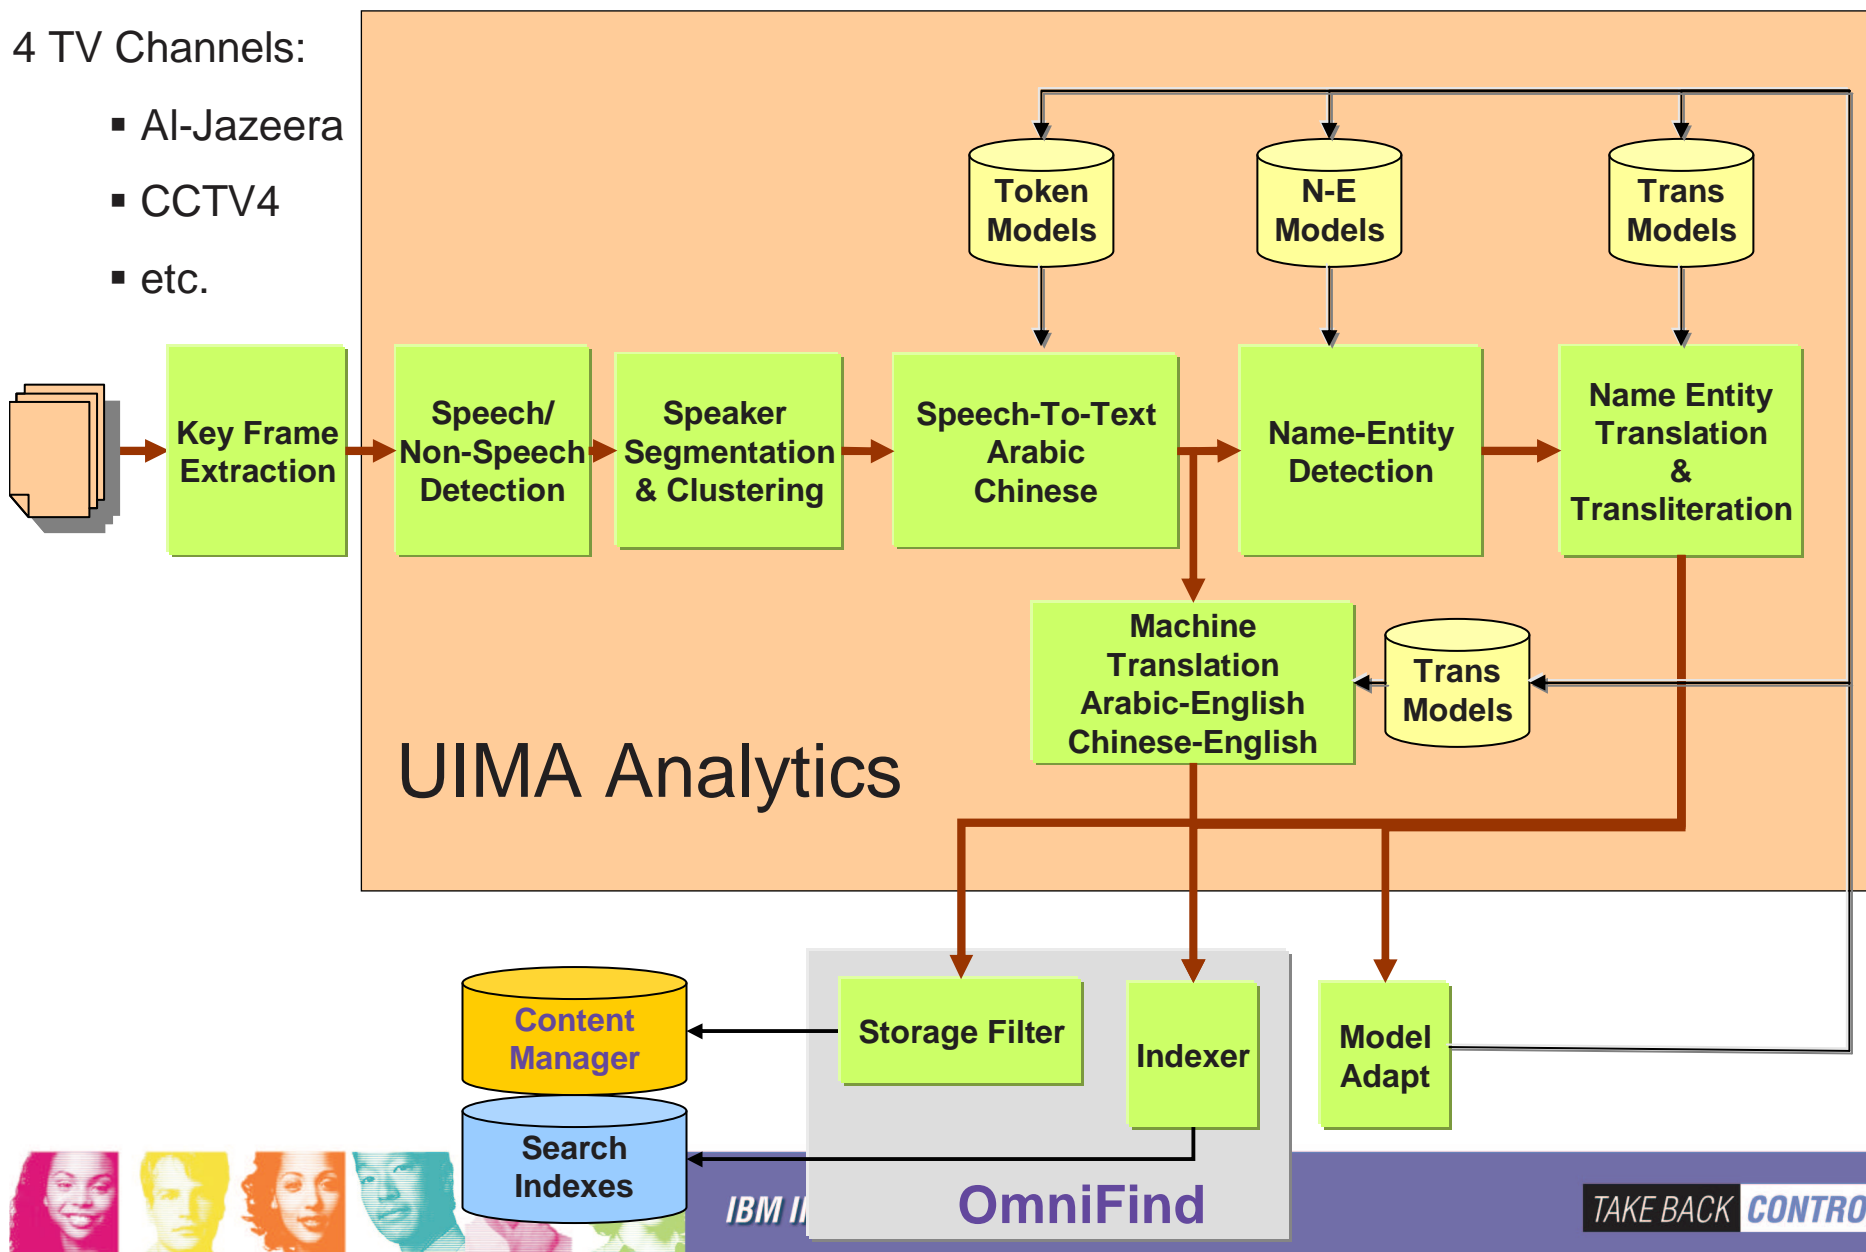 4 TV Channels:
▪ Al-Jazeera
▪ CCTV4
▪ etc.
Token
Models
N-E
Models
Trans
Models
Key Frame
Extraction
Speech/
Non-Speech
Detection
Speaker
Segmentation
& Clustering
Speech-To-Text
Arabic
Chinese
Name-Entity
Detection
Name Entity
Translation
&
Transliteration
Machine
Translation
Arabic-English
Chinese-English
Trans
Models
UIMA Analytics
Content
Manager
Storage Filter
Indexer
Model
Adapt
Search
Indexes
IBM
OmniFind
TAKE BACK CONTRO